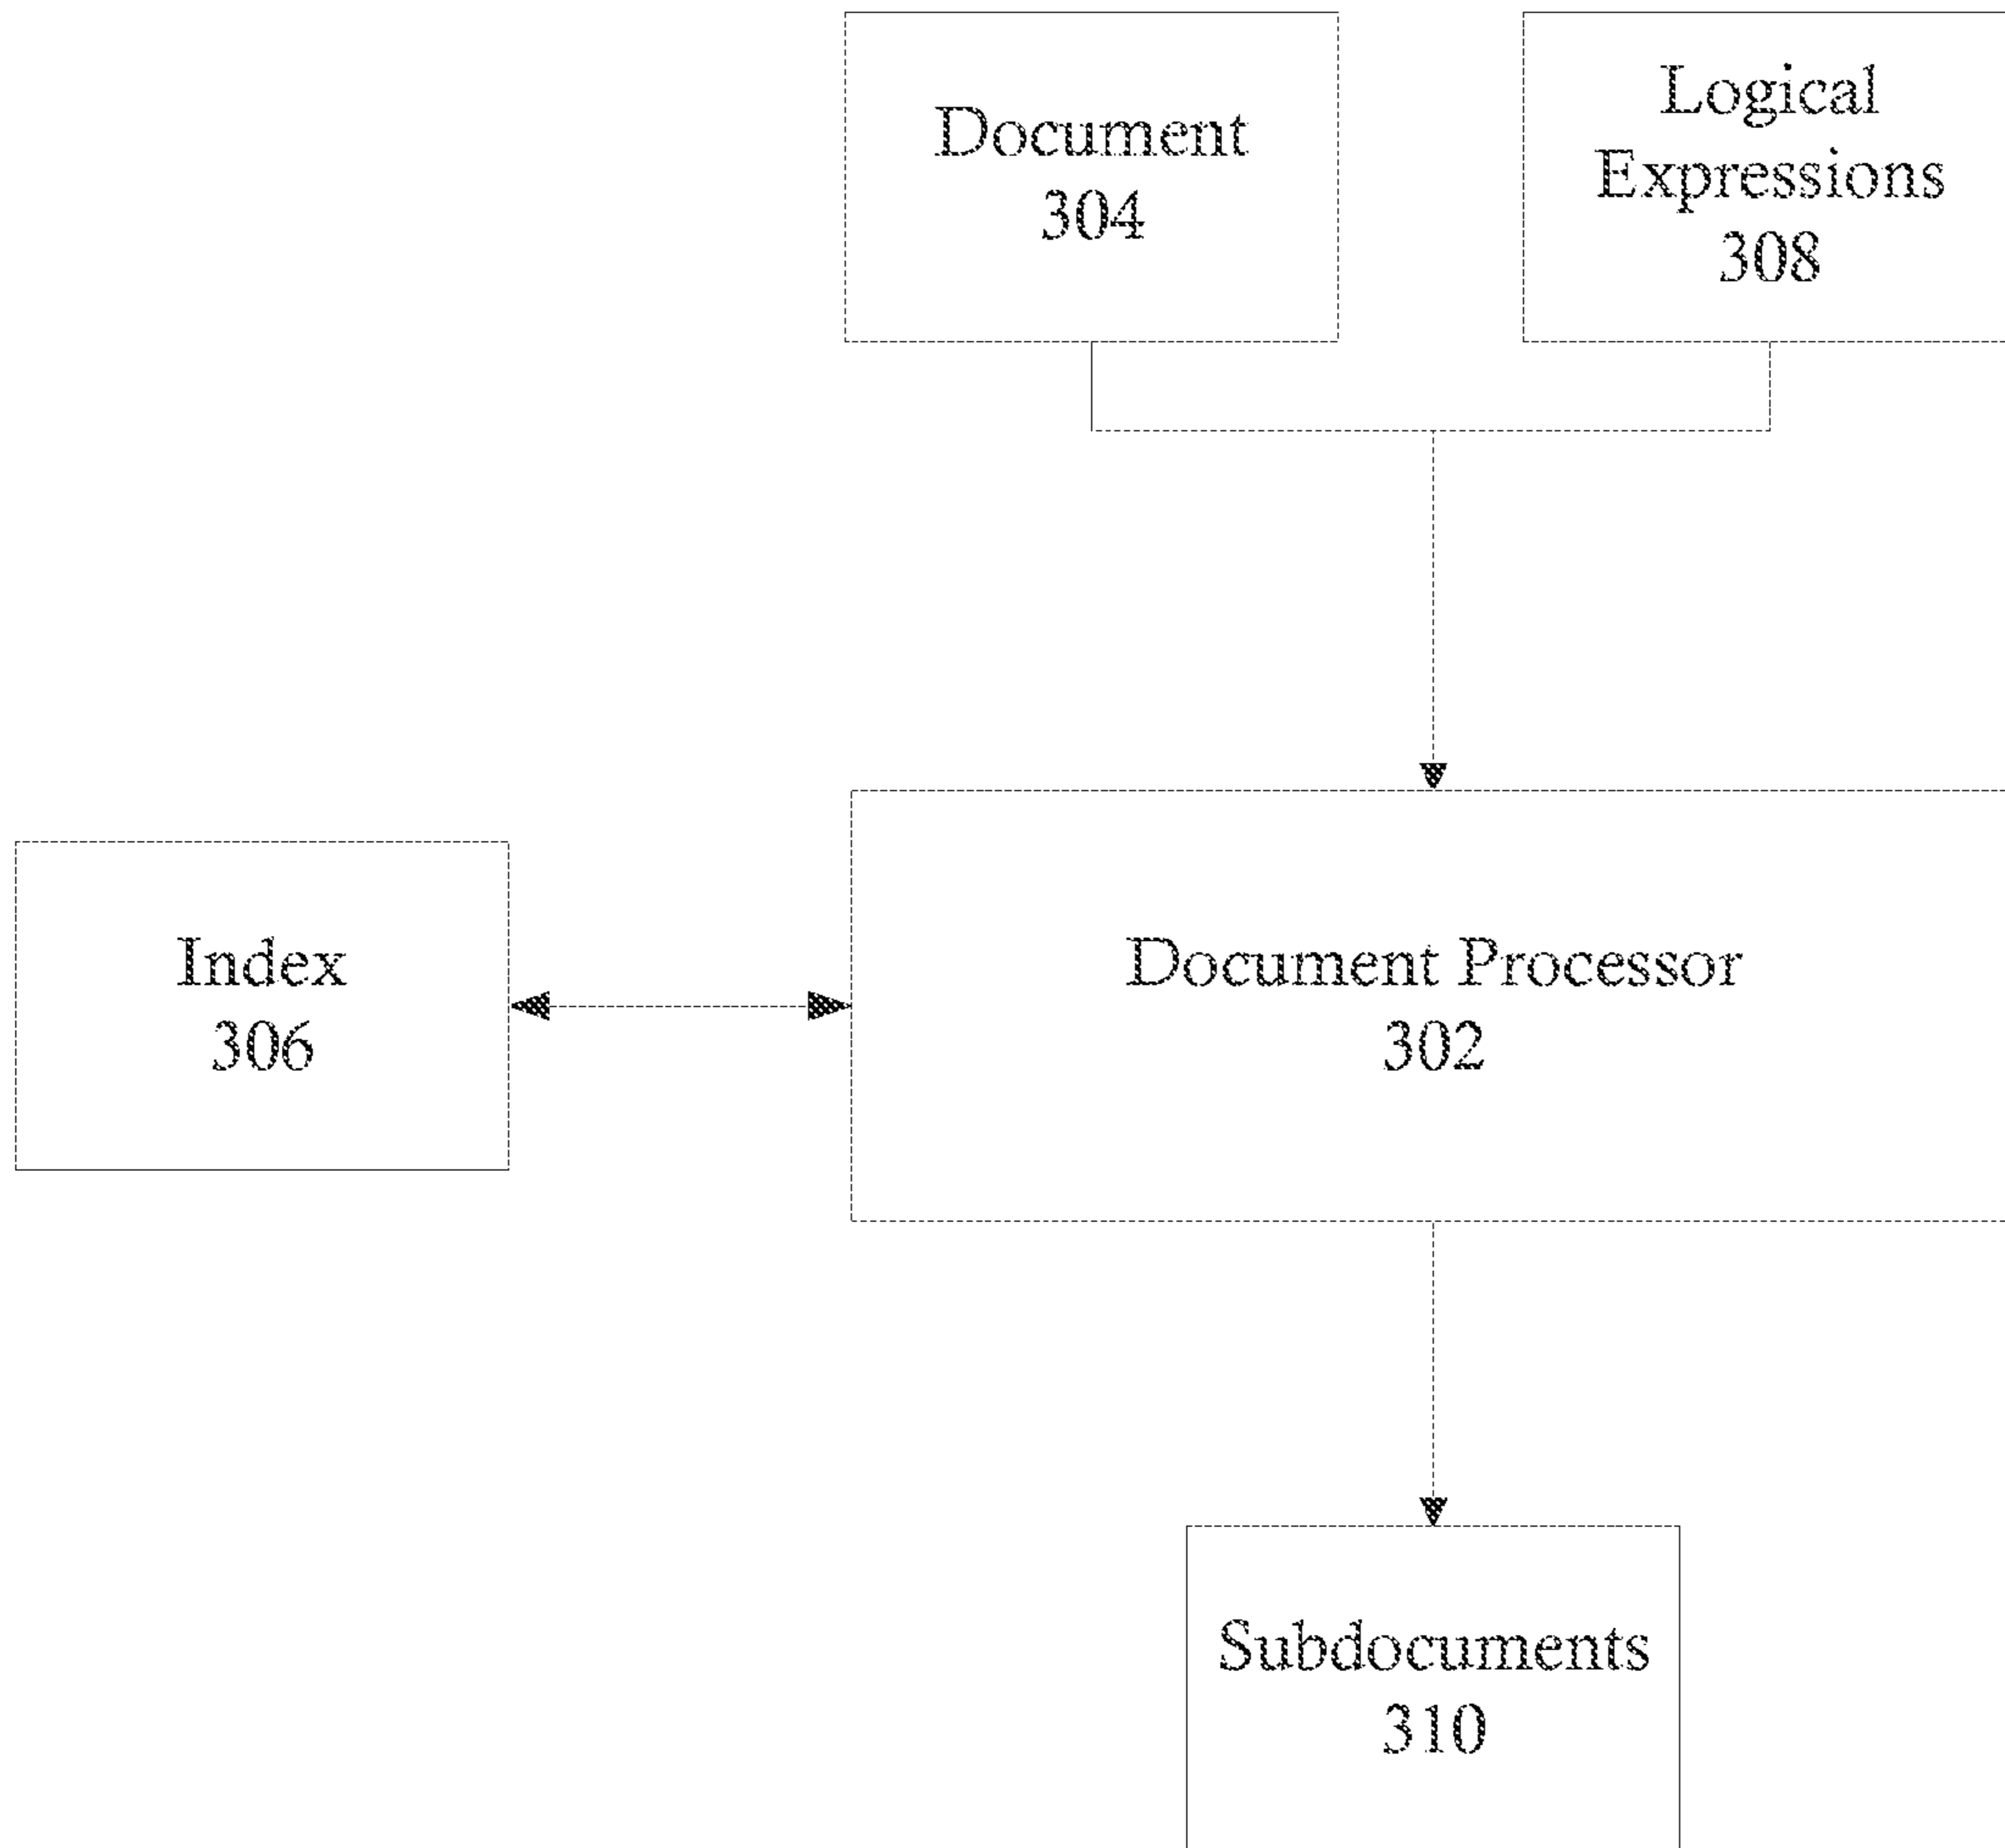 Document
304
Logical
Expressions
308
Index
306
Document Processor
302
Subdocuments
310